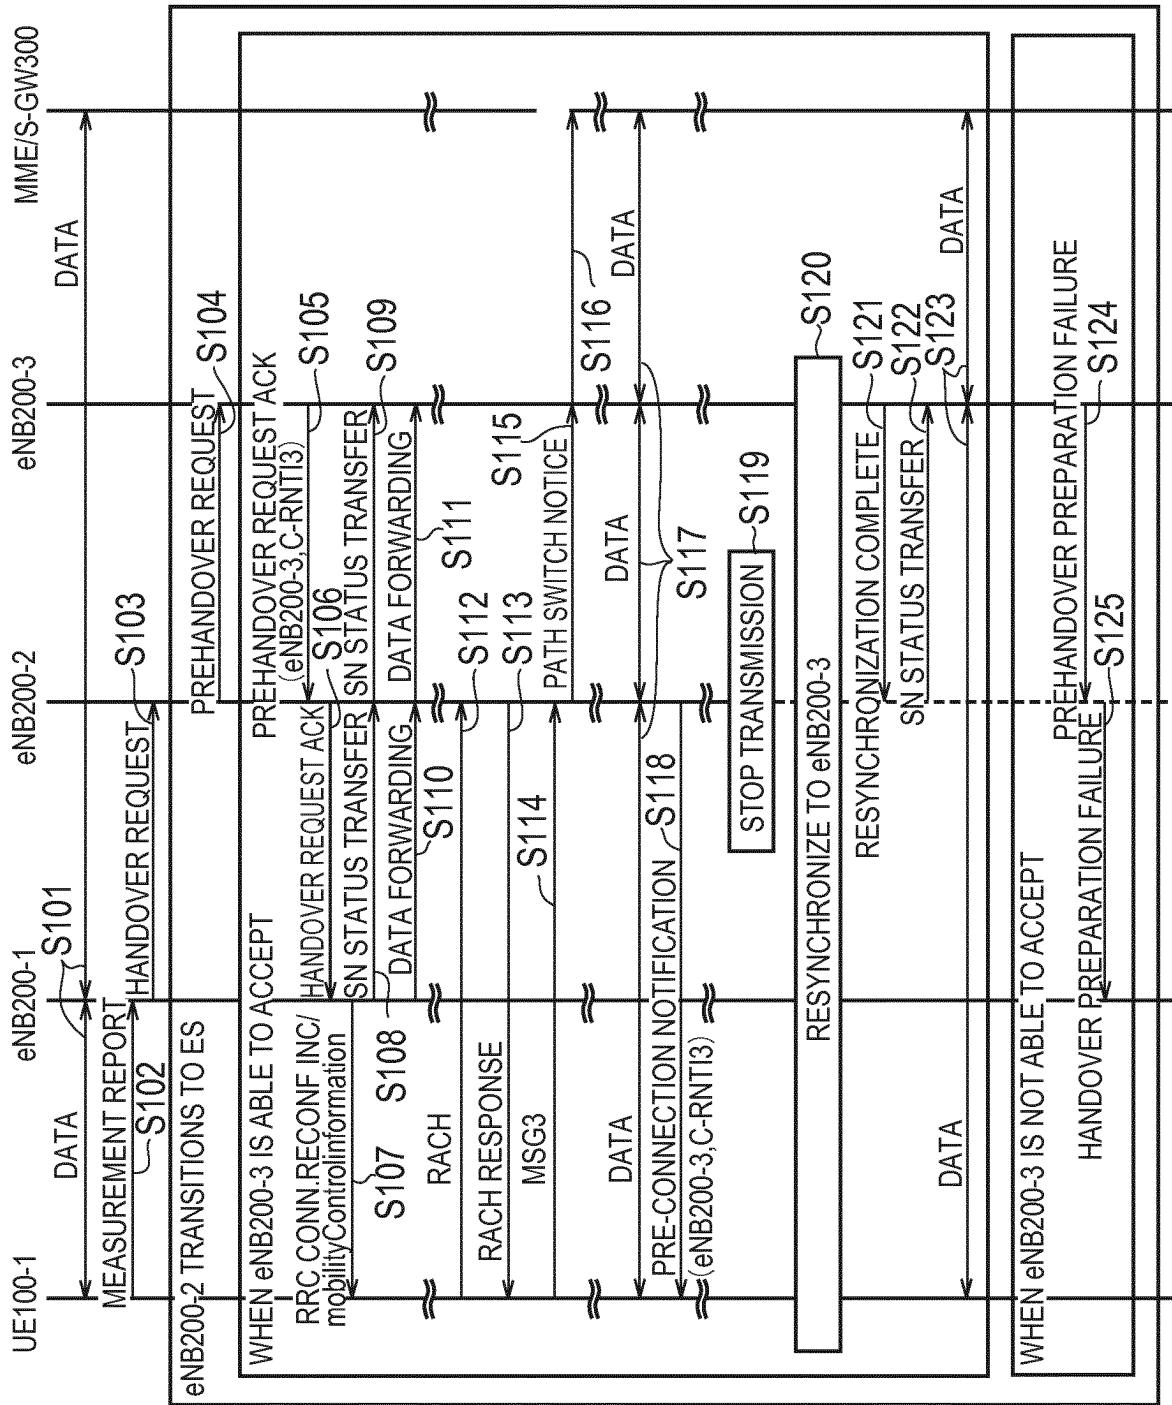 UE100-1
eNB200-1
eNB200-2
eNB200-3
MME/S-GW300
DATA
S101
DATA
MEASUREMENT REPORT
S102
HANDOVER REQUEST
S103
eNB200-2 TRANSITIONS TO ES
PREHANDOVER REQUEST
S104
WHEN eNB200-3 IS ABLE TO ACCEPT
PREHANDOVER REQUEST ACK
(eNB200-3,C-RNTI3)
S105
HANDOVER REQUEST ACK
S106
RRC CONN.RECONF INC/
mobilityControlinformation
S107
SN STATUS TRANSFER
S108
SN STATUS TRANSFER
S109
DATA FORWARDING
S110
DATA FORWARDING
S111
RACH
S112
RACH RESPONSE
S113
MSG3
S114
PATH SWITCH NOTICE
S115
S116
DATA
DATA
DATA
S117
PRE-CONNECTION NOTIFICATION
(eNB200-3,C-RNTI3)
S118
STOP TRANSMISSION
S119
RESYNCHRONIZE TO eNB200-3
S120
RESYNCHRONIZATION COMPLETE
S121
SN STATUS TRANSFER
S122
DATA
S123
DATA
WHEN eNB200-3 IS NOT ABLE TO ACCEPT
PREHANDOVER PREPARATION FAILURE
S124
HANDOVER PREPARATION FAILURE
S125